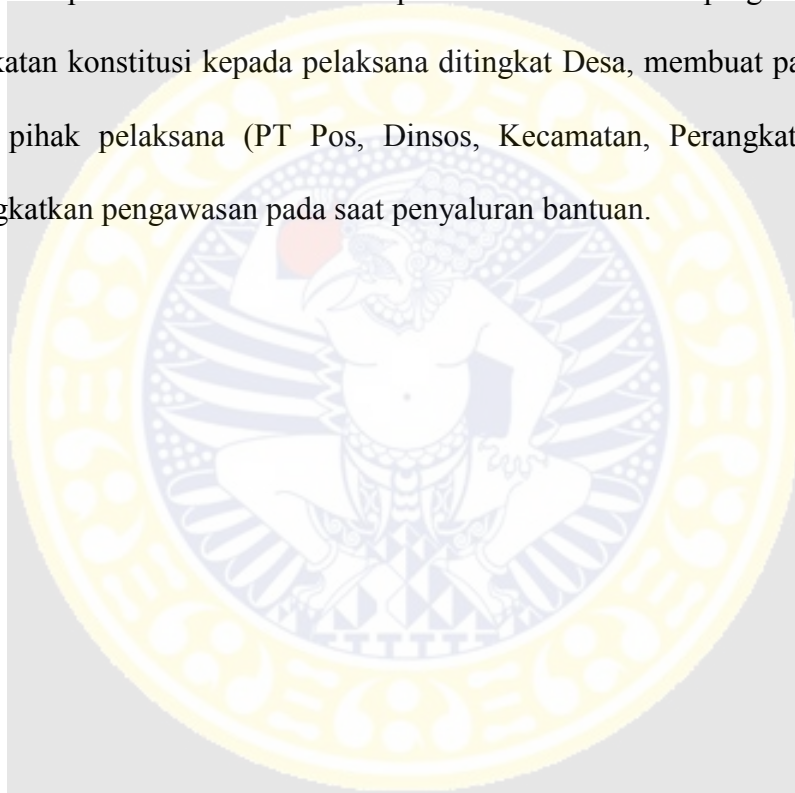 katan konstitusi kepada pelaksana ditingkat Desa, membuat pa
pihak pelaksana (PT Pos, Dinsos, Kecamatan, Perangkat
gkatkan pengawasan pada saat penyaluran bantuan.